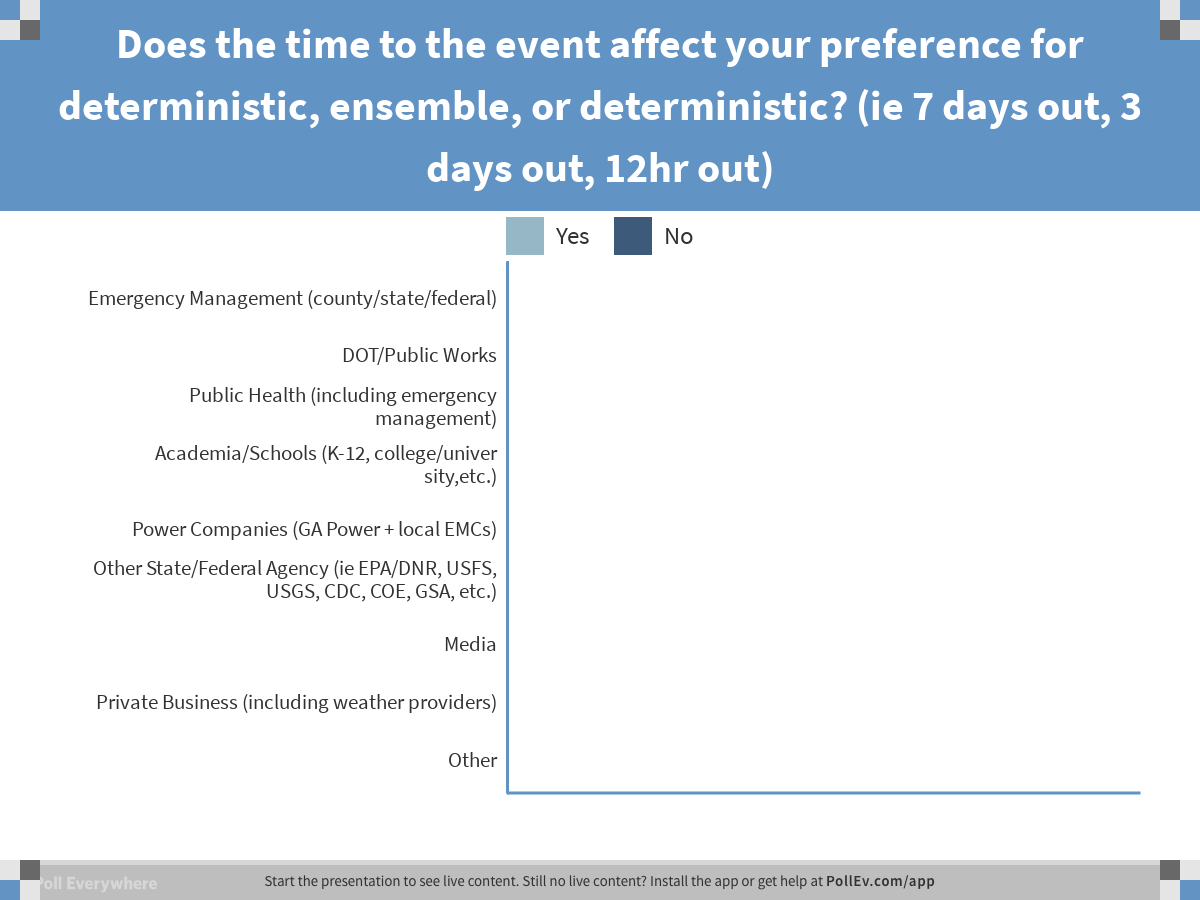 Does the time to the event affect your preference for
deterministic, ensemble, or deterministic? (ie 7 days out, 3
days out, 12hr out)
Yes No
Emergency Management (county/state/federal)
DOT/Public Works
Public Health (including emergency
management)
Academia/Schools (K-12, college/univer
sity,etc.)
Power Companies (GA Power + local EMCs)
Other State/Federal Agency (ie EPA/DNR, USFS,
USGS, CDC, COE, GSA, etc.)
Media
Private Business (including weather providers)
Other
Poll Everywhere
Start the presentation to see live content. Still no live content? Install the app or get help at PollEv.com/app